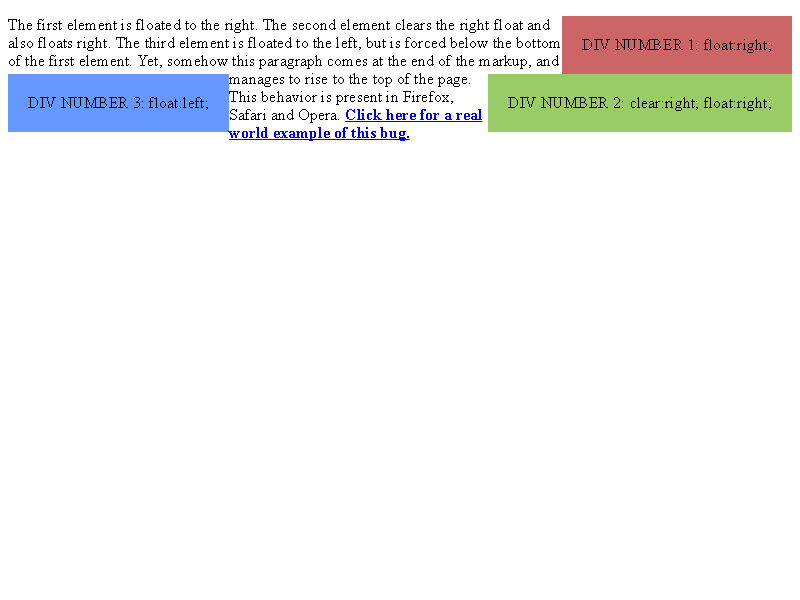 The first element is floated to the right. The second element clears the right float and
also floats right. The third element is floated to the left, but is forced below the bottom
of the first element. Yet, somehow this paragraph comes at the end of the markup, and
manages to rise to the top of the page.
This behavior is present in Firefox,
Safari and Opera. Click here for a real
world example of this bug.
DIV NUMBER 1: float:right;
DIV NUMBER 3: float:left;
DIV NUMBER 2: clear:right; float:right;